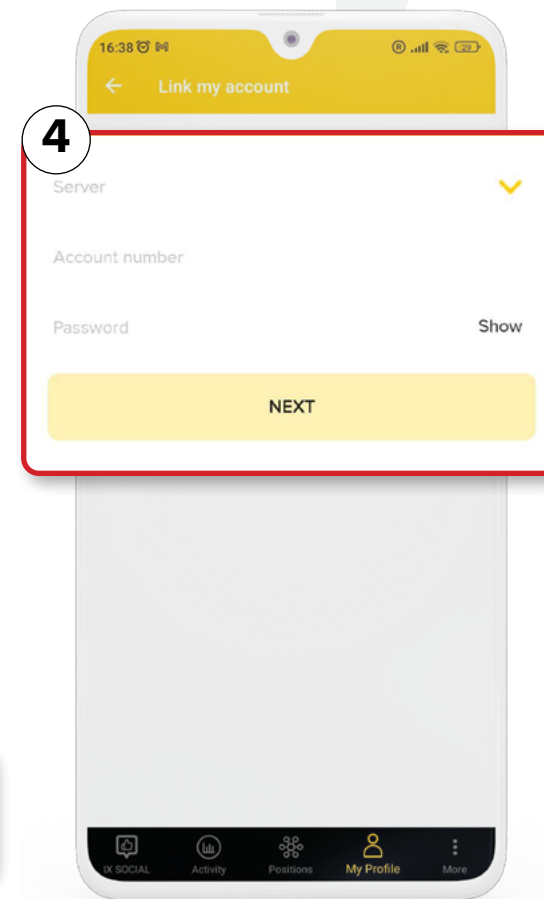 16:38
29
Link my account
4
Server
Account number
Password Show
NEXT
IX SOCIAL Activity Positions My Profile More